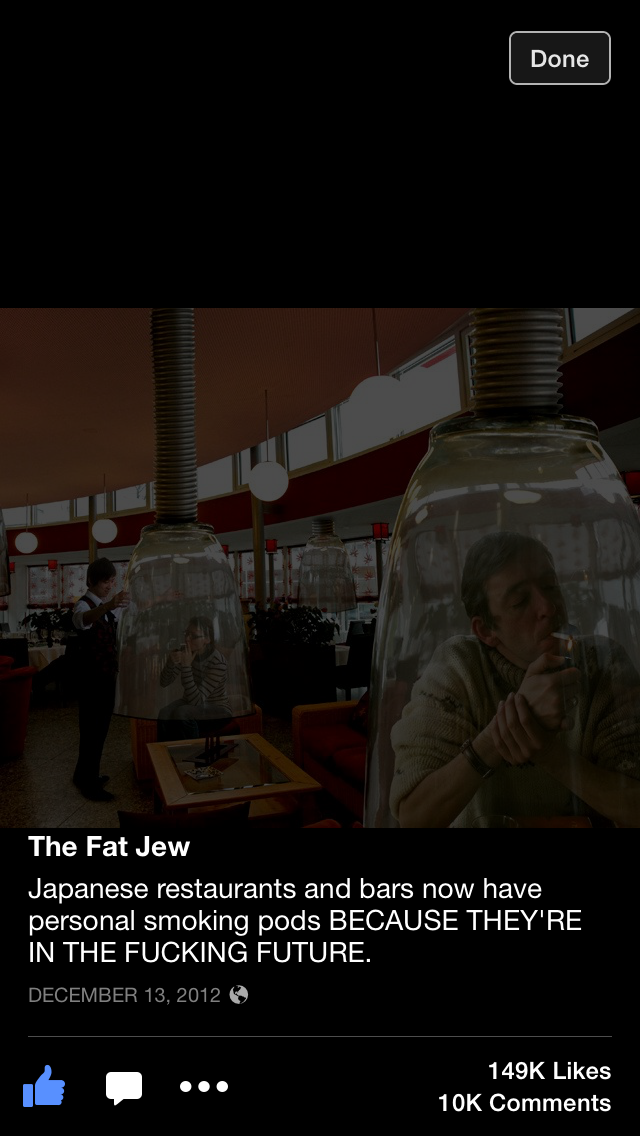 Done
The Fat Jew
Japanese restaurants and bars now have
personal smoking pods BECAUSE THEY'RE
IN THE FUCKING FUTURE.
DECEMBER 13, 2012
149K Likes
10K Comments